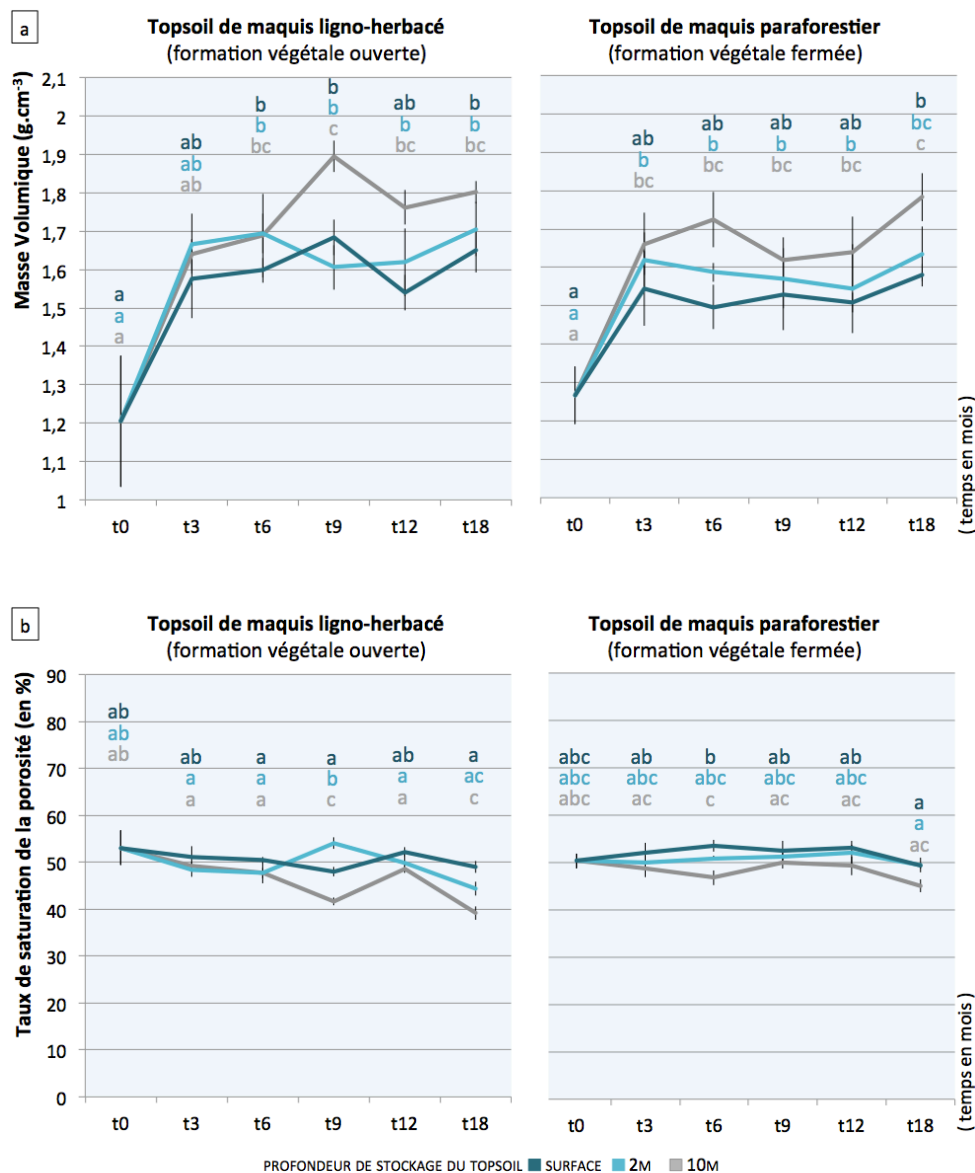 a
Topsoil de maquis ligno-herbacé
(formation végétale ouverte)
Topsoil de maquis paraforestier
(formation végétale fermée)
Masse Volumique (g.cm-³)
2,1
2
1,9
1,8
1,7
1,6
1,5
1,4
1,3
1,2
1,1
1
a
a
a
ab
ab
ab
b
b
bc
b
b
c
ab
b
bc
b
b
bc
t0 t3 t6 t9 t12 t18
a
a
a
ab
b
bc
ab
b
bc
ab
b
bc
ab
b
bc
b
bc
c
t0 t3 t6 t9 t12 t18
( temps en mois )
b
Topsoil de maquis ligno-herbacé
(formation végétale ouverte)
Topsoil de maquis paraforestier
(formation végétale fermée)
Taux de saturation de la porosité (en %)
90
80
70
60
50
40
30
20
10
0
ab
ab
ab
ab
a
a
a
a
a
a
b
c
ab
a
a
a
ac
c
t0 t3 t6 t9 t12 t18
abc
abc
abc
ab
abc
ac
b
abc
c
ab
abc
ac
ab
abc
ac
a
a
ac
t0 t3 t6 t9 t12 t18
( temps en mois )
PROFONDEUR DE STOCKAGE DU TOPSOIL SURFACE 2M 10M